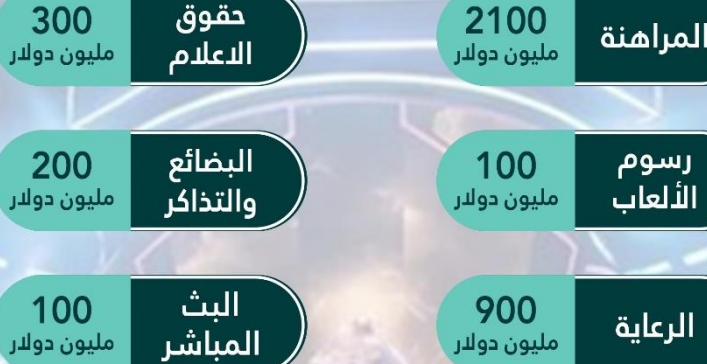 المراهنة
2100
مليون دولار
حقوق
الاعلام
300
مليون دولار
رسوم
الألعاب
100
مليون دولار
البضائع
والتذاكر
200
مليون دولار
الرعاية
900
مليون دولار
البث
المباشر
100
مليون دولار